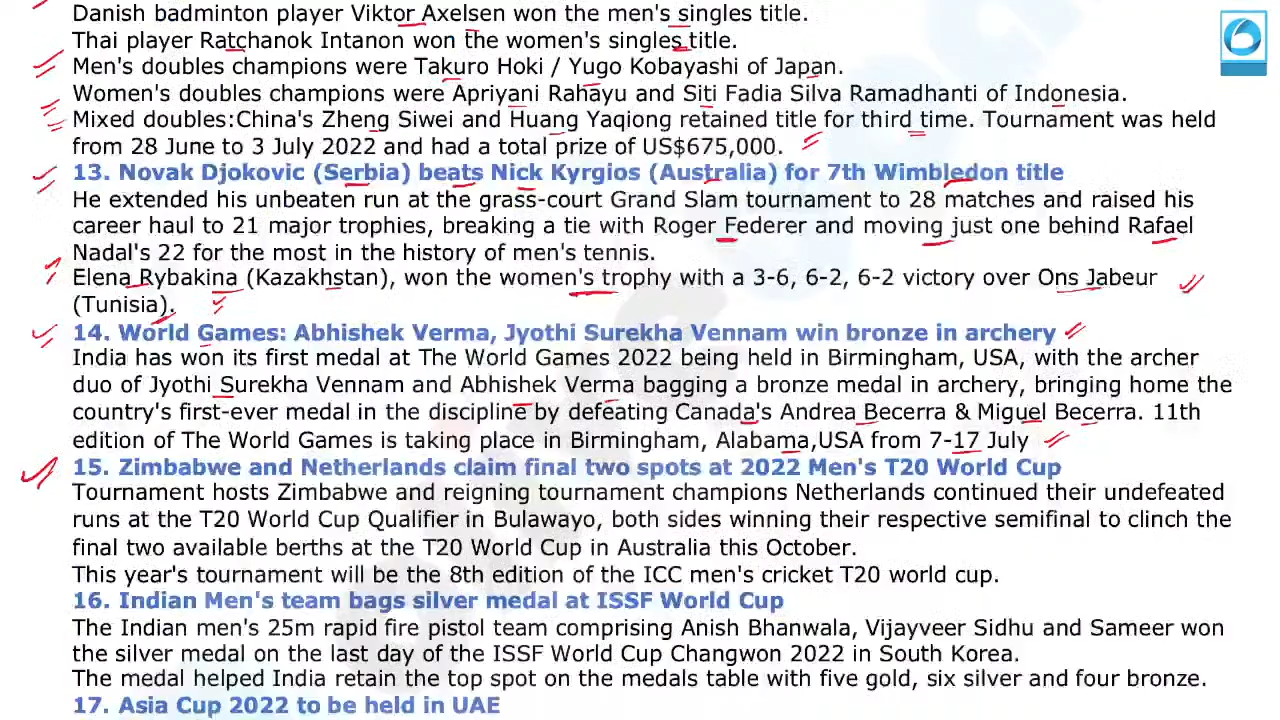 Danish badminton player Viktor Axelsen won the men's singles title.
Thai player Ratchanok Intanon won the women's singles title.
Men's doubles champions were Takuro Hoki / Yugo Kobayashi of Japan.
Women's doubles champions were Apriyani Rahayu and Siti Fadia Silva Ramadhanti of Indonesia.
Mixed doubles:China's Zheng Siwei and Huang Yaqiong retained title for third time. Tournament was held
from 28 June to 3 July 2022 and had a total prize of US$675,000.
13. Novak Djokovic (Serbia) beats Nick Kyrgios (Australia) for 7th Wimbledon title
He extended his unbeaten run at the grass-court Grand Slam tournament to 28 matches and raised his
career haul to 21 major trophies, breaking a tie with Roger Federer and moving just one behind Rafael
Nadal's 22 for the most in the history of men's tennis.
Elena Rybakina (Kazakhstan), won the women's trophy with a 3-6, 6-2, 6-2 victory over Ons Jabeur
(Tunisia).
14. World Games: Abhishek Verma, Jyothi Surekha Vennam win bronze in archery
India has won its first medal at The World Games 2022 being held in Birmingham, USA, with the archer
duo of Jyothi Surekha Vennam and Abhishek Verma bagging a bronze medal in archery, bringing home the
country's first-ever medal in the discipline by defeating Canada's Andrea Becerra & Miguel Becerra. 11th
edition of The World Games is taking place in Birmingham, Alabama,USA from 7-17 July
15. Zimbabwe and Netherlands claim final two spots at 2022 Men's T20 World Cup
Tournament hosts Zimbabwe and reigning tournament champions Netherlands continued their undefeated
runs at the T20 World Cup Qualifier in Bulawayo, both sides winning their respective semifinal to clinch the
final two available berths at the T20 World Cup in Australia this October.
This year's tournament will be the 8th edition of the ICC men's cricket T20 world cup.
16. Indian Men's team bags silver medal at ISSF World Cup
The Indian men's 25m rapid fire pistol team comprising Anish Bhanwala, Vijayveer Sidhu and Sameer won
the silver medal on the last day of the ISSF World Cup Changwon 2022 in South Korea.
The medal helped India retain the top spot on the medals table with five gold, six silver and four bronze.
17. Asia Cup 2022 to be held in UAE